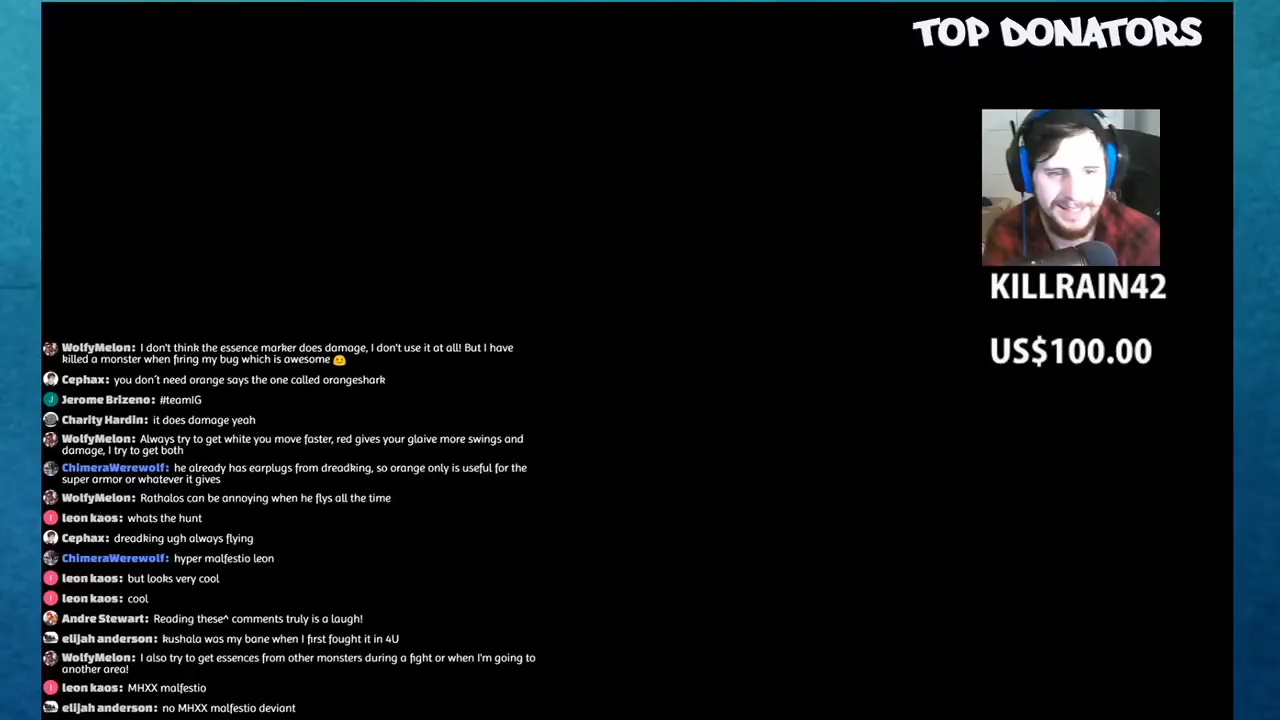 TOP DONATORS
KILLRAIN42
US$100.00
WolfyMelon: I don't think the essence marker does damage, I don't use it at all! But I have
killed a monster when firing my bug which is awesome
Cephax: you don´t need orange says the one called orangeshark
J Jerome Brizeno: #teamIG
Charity Hardin: it does damage yeah
WolfyMelon: Always try to get white you move faster, red gives your glaive more swings and
damage, I try to get both
ChimeraWerewolf: he already has earplugs from dreadking, so orange only is useful for the
super armor or whatever it gives
WolfyMelon: Rathalos can be annoying when he flys all the time
l leon kaos: whats the hunt
Cephax: dreadking ugh always flying
ChimeraWerewolf: hyper malfestio leon
l leon kaos: but looks very cool
l leon kaos: cool
Andre Stewart: Reading these^ comments truly is a laugh!
elijah anderson: kushala was my bane when I first fought it in 4U
WolfyMelon: I also try to get essences from other monsters during a fight or when I'm going to
another area!
l leon kaos: MHXX malfestio
elijah anderson: no MHXX malfestio deviant